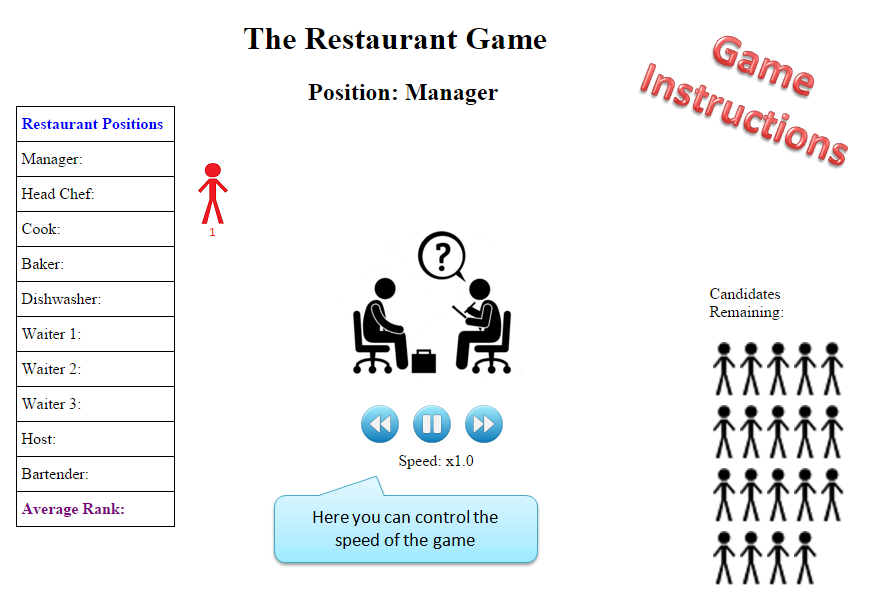 The Restaurant Game
Game
Instructions
Position: Manager
Restaurant Positions
Manager:
Head Chef:
Cook:
Baker:
Dishwasher:
Waiter 1:
Waiter 2:
Waiter 3:
Host:
Bartender:
Average Rank:
1
?
Candidates
Remaining:
Speed: x1.0
Here you can control the
speed of the game